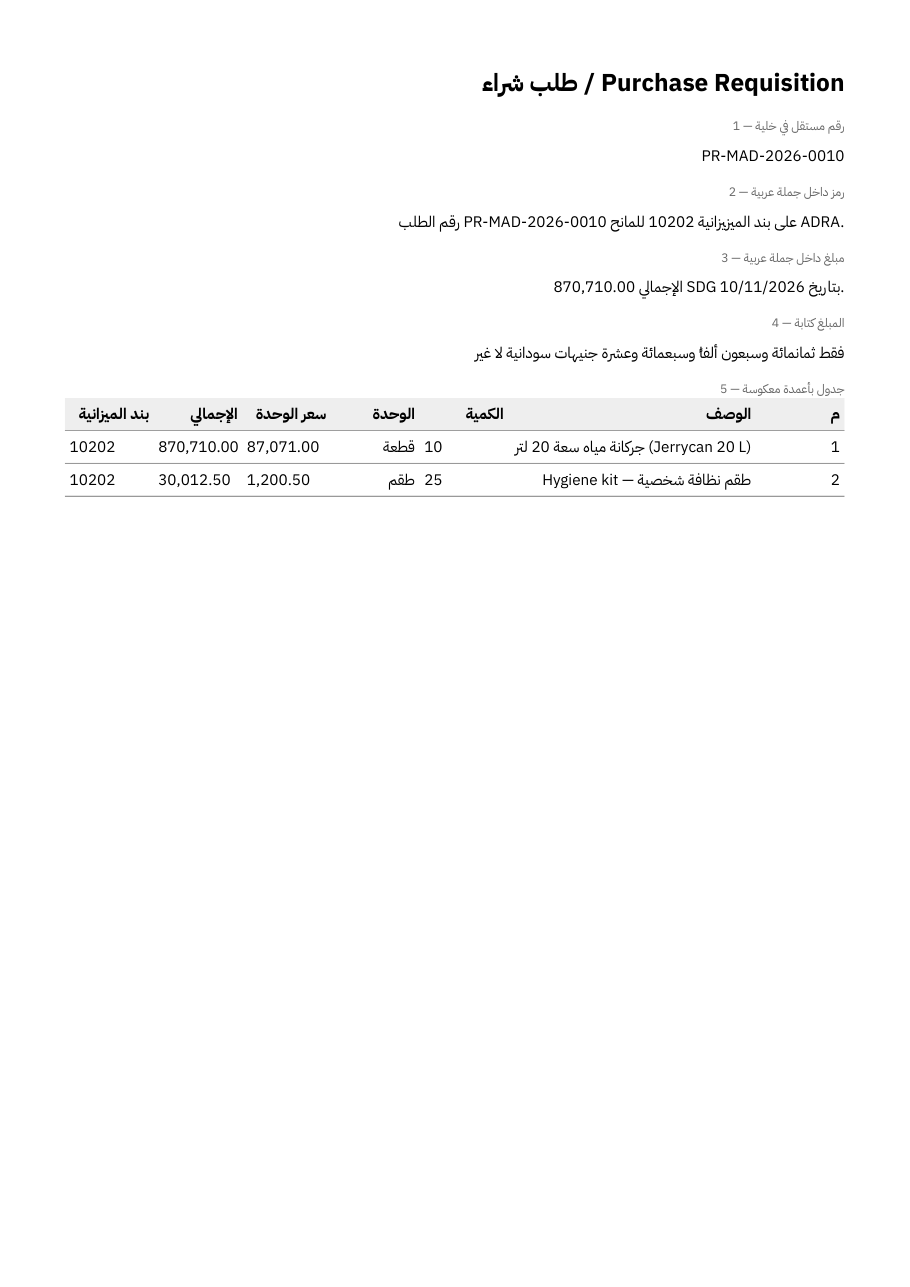 طلب شراء / Purchase Requisition
1 — رقم مستقل في خلية
PR-MAD-2026-0010
2 — رمز داخل جملة عربية
رقم الطلب PR-MAD-2026-0010 للمانح ADRA على بند الميزيزانية 10202.
3 — مبلغ داخل جملة عربية
الإجمالي 870,710.00 SDG بتاريخ 10/11/2026.
4 — المبلغ كتابة
فقط ثمانمائة وسبعون ألفاً وسبعمائة وعشرة جنيهات سودانية لا غير
5 — جدول بأعمدة معكوسة
م الوصف الكمية الوحدة سعر الوحدة الإجمالي بند الميزانية
1 جركانة مياه سعة 20 لتر (Jerrycan 20 L) 10 قطعة 87,071.00 870,710.00 10202
2 طقم نظافة شخصية — Hygiene kit 25 طقم 1,200.50 30,012.50 10202